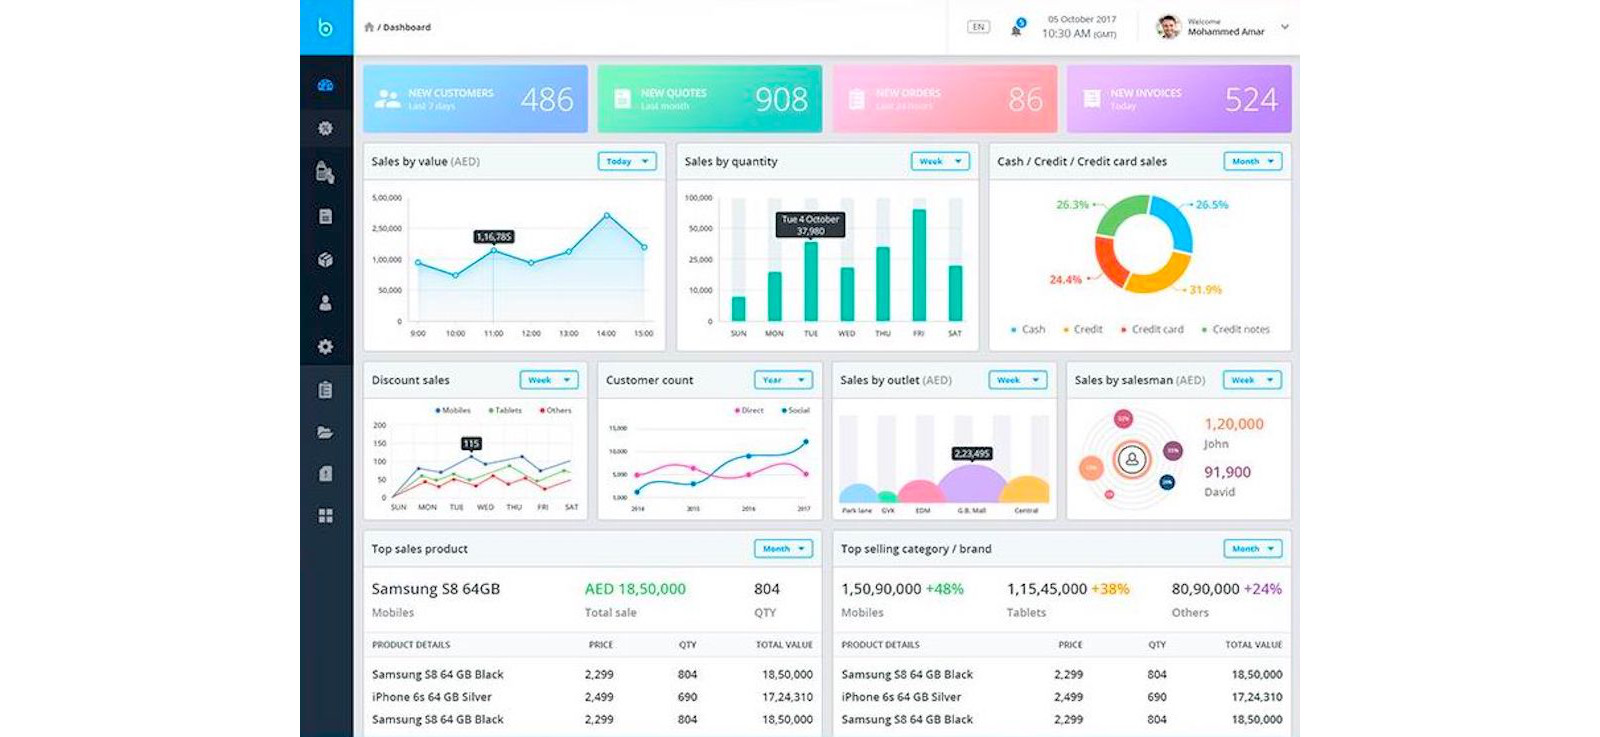 b
/ Dashboard
EN
5
05 October 2017
10:30 AM (GMT)
Welcome
Mohammed Amar
NEW CUSTOMERS
Last 7 days
486
NEW QUOTES
Last month
908
NEW ORDERS
Last 24 hours
86
NEW INVOICES
Today
524
Sales by value (AED)
Today
5,00,000
2,50,000
1,00,000
50,000
0
1,16,785
9:00 10:00 11:00 12:00 13:00 14:00 15:00
Sales by quantity
Week
100,000
50,000
25,000
10,000
0
Tue 4 October
37,980
SUN MON TUE WED THU FRI SAT
Cash / Credit / Credit card sales
Month
26.3%
26.5%
24.4%
31.9%
Cash Credit Credit card Credit notes
Discount sales
Week
Mobiles Tablets Others
200
150
100
50
0
115
SUN MON TUE WED THU FRI SAT
Customer count
Year
Direct Social
15,000
10,000
5,000
1,000
2014 2015 2016 2017
Sales by outlet (AED)
Week
2,23,495
Park lane GVk EDM G.B. Mall Central
Sales by salesman (AED)
Week
1,20,000
John
91,900
David
Top sales product
Month
Samsung S8 64GB AED 18,50,000 804
Mobiles Total sale QTY
PRODUCT DETAILS PRICE QTY TOTAL VALUE
Samsung S8 64 GB Black 2,299 804 18,50,000
iPhone 6s 64 GB Silver 2,499 690 17,24,310
Samsung S8 64 GB Black 2,299 804 18,50,000
Top selling category / brand
Month
1,50,90,000 +48% 1,15,45,000 +38% 80,90,000 +24%
Mobiles Tablets Others
PRODUCT DETAILS PRICE QTY TOTAL VALUE
Samsung S8 64 GB Black 2,299 804 18,50,000
iPhone 6s 64 GB Silver 2,499 690 17,24,310
Samsung S8 64 GB Black 2,299 804 18,50,000